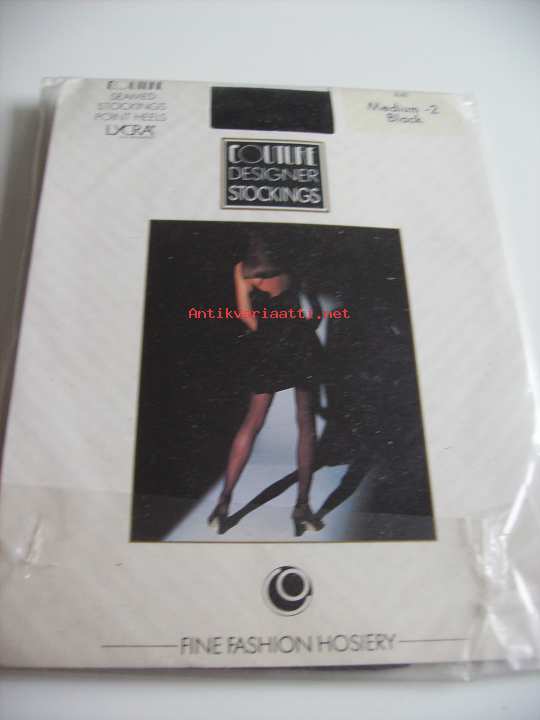 COUTURE
SEAMED
STOCKINGS
POINT HEELS
LYCRA
Medium -2
Black
COUTURE
DESIGNER
STOCKINGS
Antikvariaatti.net
FINE FASHION HOSIERY